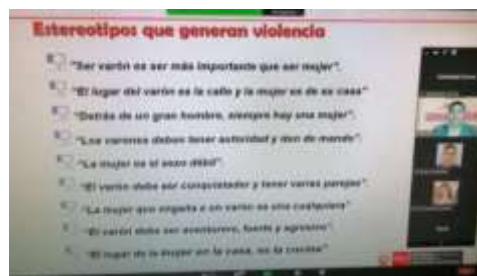 Estereotipos que generan violencia
"Ser varón es ser más importante que ser mujer".
"El lugar del varón es la calle y la mujer es de su casa"
"Detrás de un gran hombre, siempre hay una mujer".
"Los varones deben tener autoridad y don de mando".
"La mujer es el sexo débil".
"El varón debe ser conquistador y tener varias parejas".
"La mujer que engaña a un varón es una cualquiera"
"El varón debe ser aventurero, fuerte y agresivo".
"El lugar de la mujer en la casa, en la cocina"